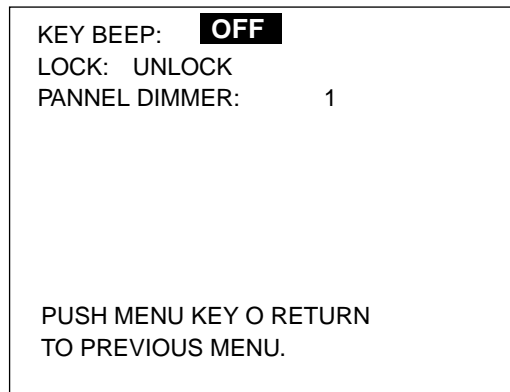 KEY BEEP: OFF
LOCK: UNLOCK
PANNEL DIMMER: 1
PUSH MENU KEY O RETURN
TO PREVIOUS MENU.